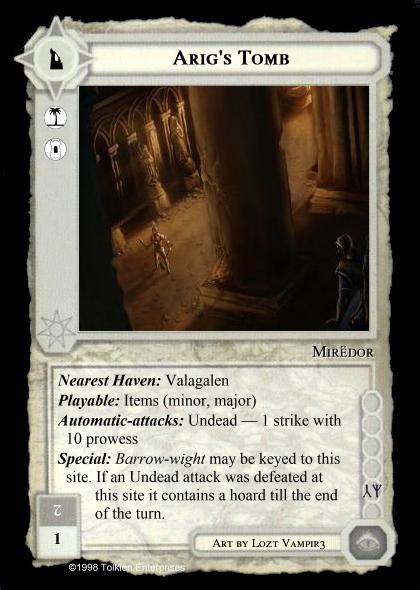 Arig's Tomb
Mirëdor
Nearest Haven: Valagalen
Playable: Items (minor, major)
Automatic-attacks: Undead — 1 strike with
10 prowess
Special: Barrow-wight may be keyed to this
site. If an Undead attack was defeated at
this site it contains a hoard till the end
of the turn.
1
Art by Lozt Vampir3
©1998 Tolkien Enterprises